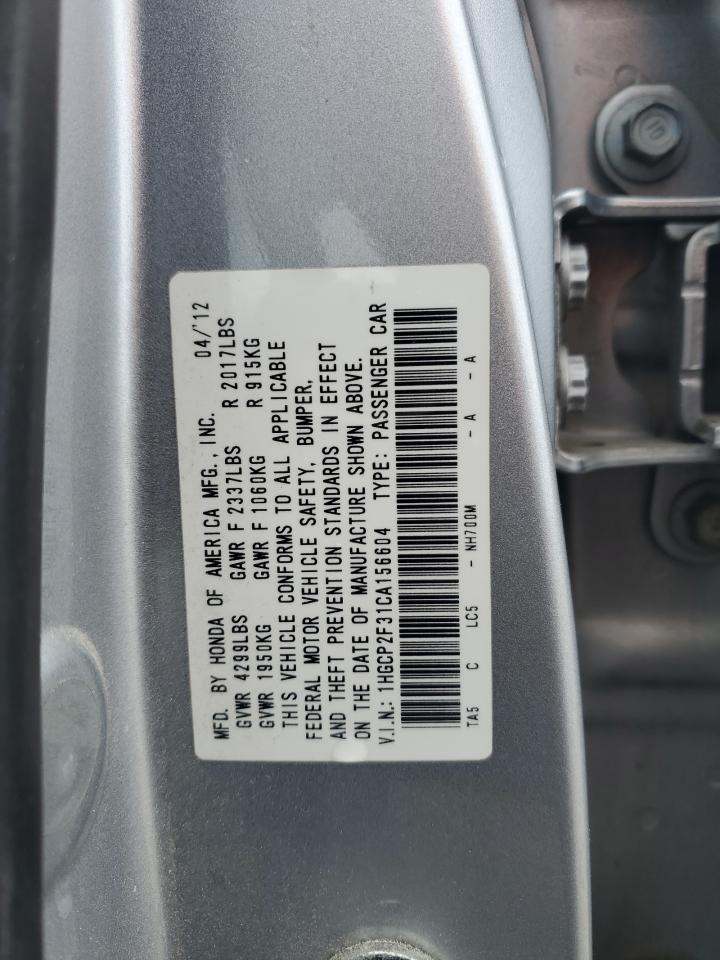 MFD. BY HONDA OF AMERICA MFG., INC. 04/'12
GVWR 4299LBS GAWR F 2337LBS R 2017LBS
GVWR 1950KG GAWR F 1060KG R 915KG
THIS VEHICLE CONFORMS TO ALL APPLICABLE
FEDERAL MOTOR VEHICLE SAFETY, BUMPER,
AND THEFT PREVENTION STANDARDS IN EFFECT
ON THE DATE OF MANUFACTURE SHOWN ABOVE.
V.I.N.: 1HGCP2F31CA156604 TYPE: PASSENGER CAR
TA5 C LC5 - NH700M - A - A